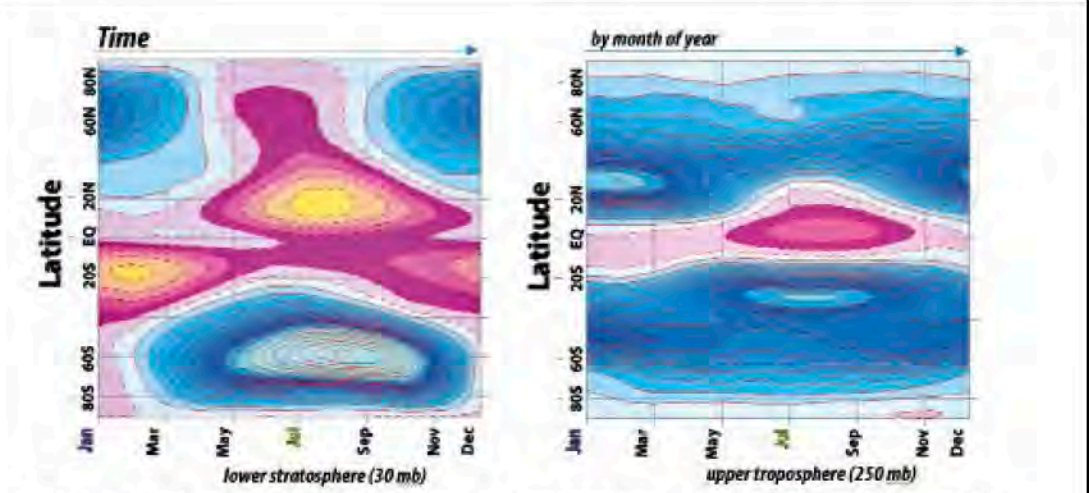 Time
Latitude
80N
60N
20N
EQ
20S
60S
80S
Jan
Mar
May
Jul
Sep
Nov
Dec
lower stratosphere (30 mb)
by month of year
Latitude
80N
60N
20N
EQ
20S
60S
80S
Jan
Mar
May
Jul
Sep
Nov
Dec
upper troposphere (250 mb)